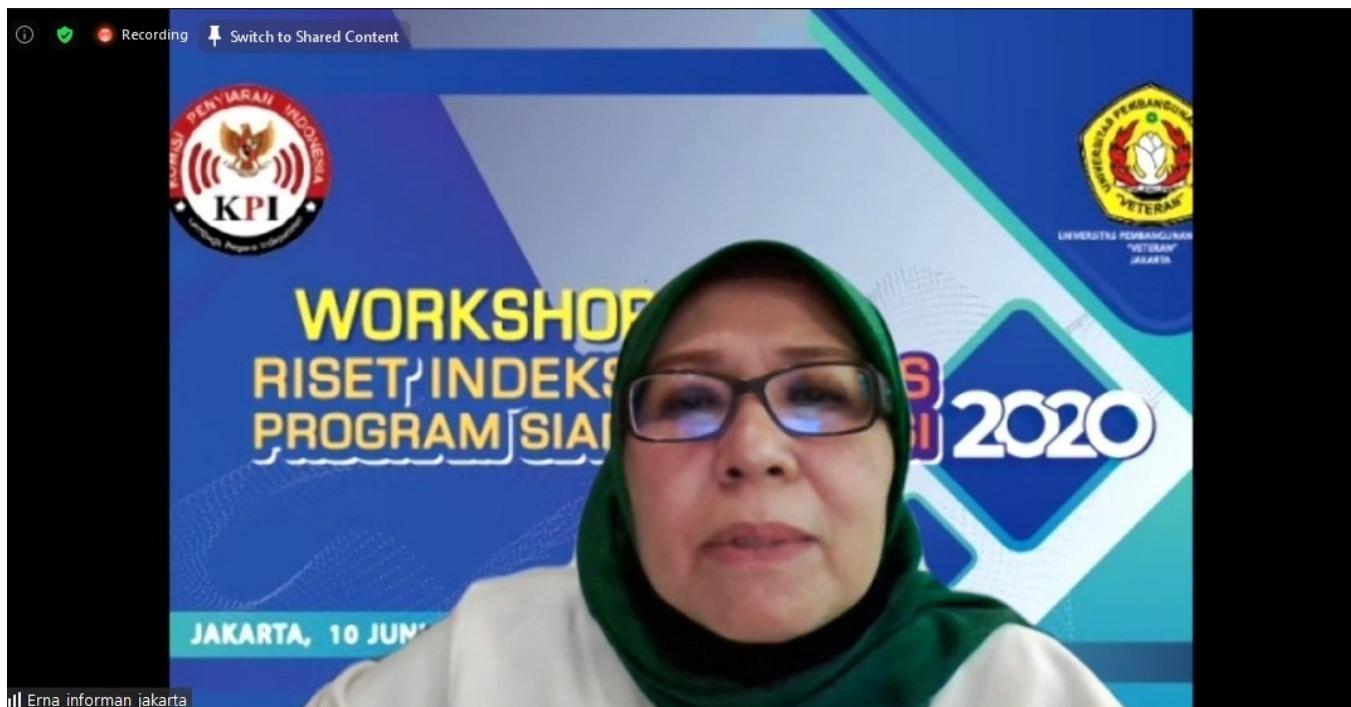 Recording
Switch to Shared Content
KOMISI PENYIARAN INDONESIA
KPI
UNIVERSITAS PEMBANGUNAN
"VETERAN"
UNIVERSITAS PEMBANGUNAN
"VETERAN"
JAKARTA
WORKSHOP
RISET INDEKS S
PROGRAM SIA SI
2020
JAKARTA, 10 JUN
Erna informan jakarta